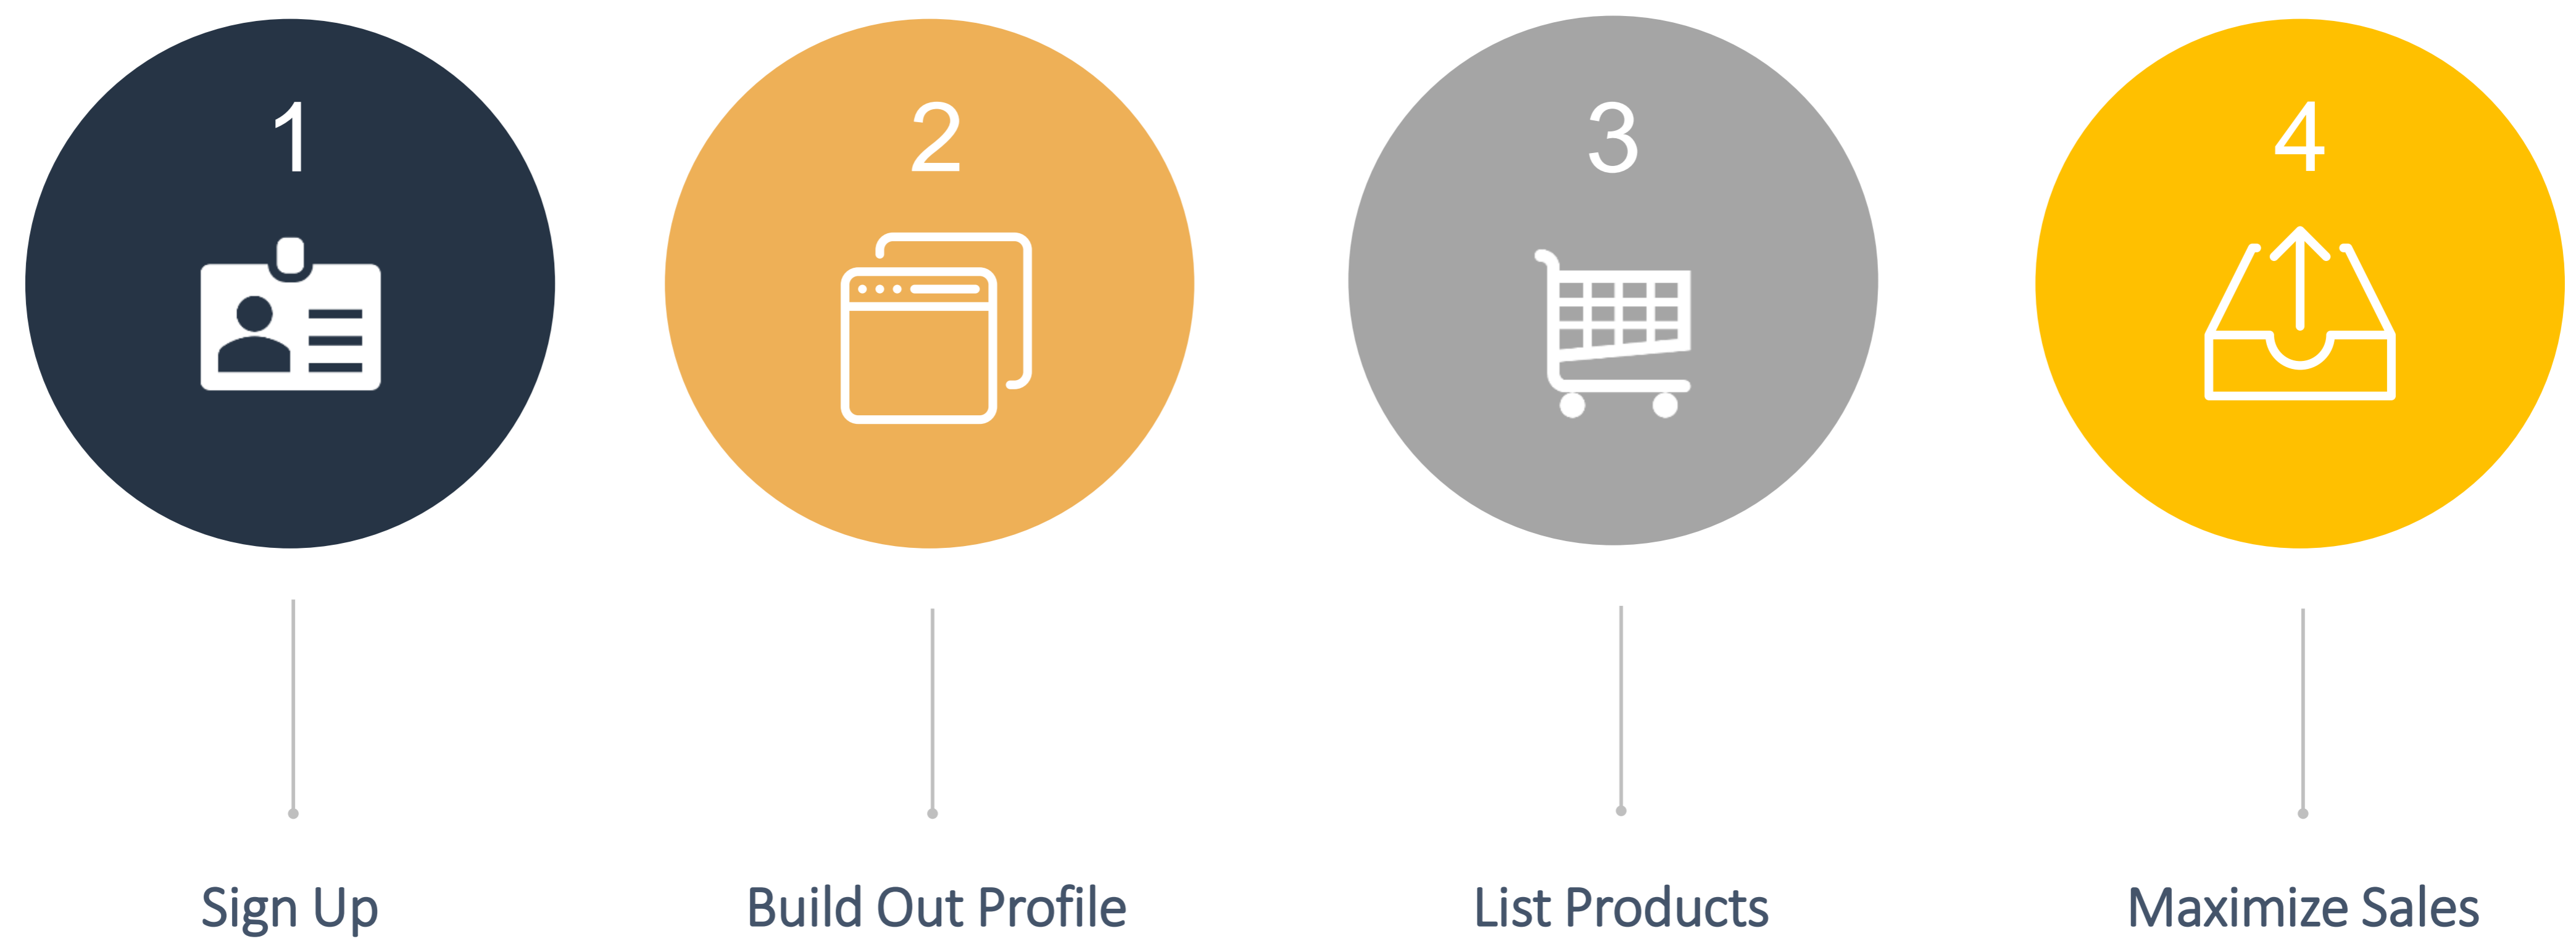 1
2
3
4
Sign Up
Build Out Profile
List Products
Maximize Sales